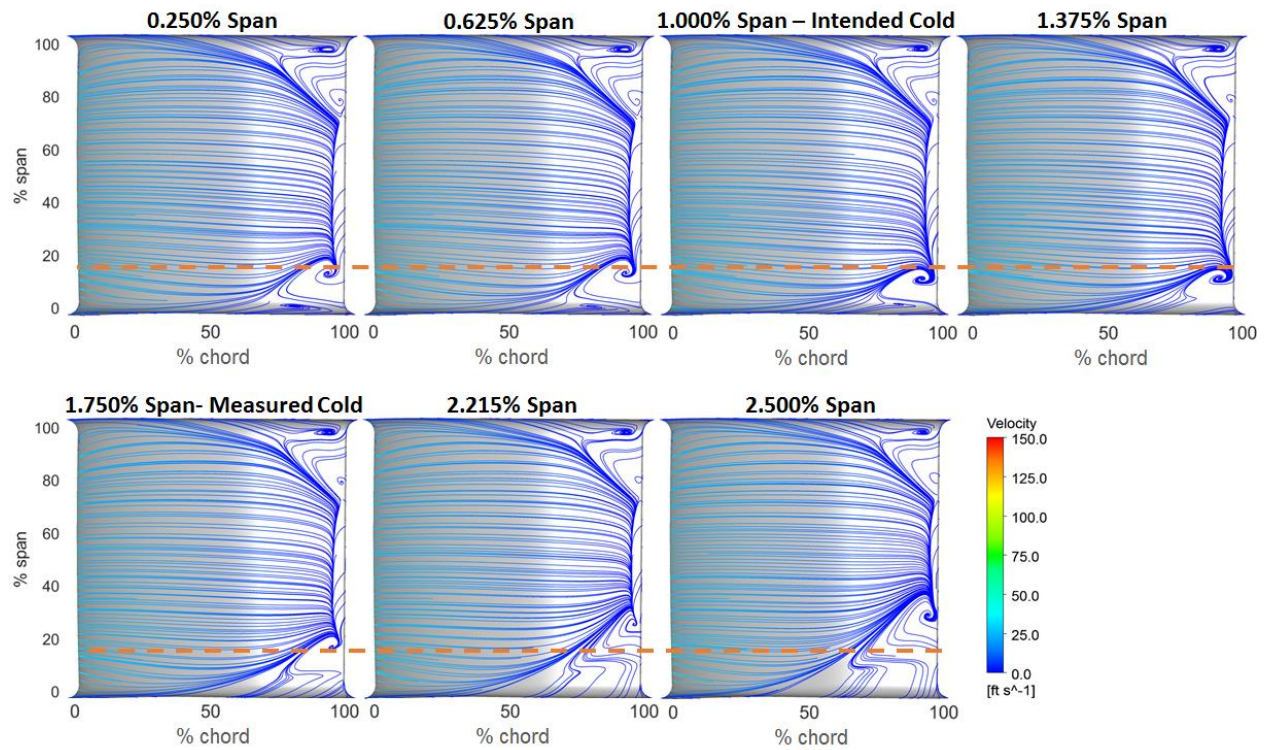 0.250% Span
0.625% Span
1.000% Span – Intended Cold
1.375% Span
100
80
60
40
20
0
% span
0 50 100
% chord
0 50 100
% chord
0 50 100
% chord
0 50 100
% chord
1.750% Span- Measured Cold
2.215% Span
2.500% Span
100
80
60
40
20
0
% span
0 50 100
% chord
0 50 100
% chord
0 50 100
% chord
Velocity
150.0
125.0
100.0
75.0
50.0
25.0
0.0
[ft s^-1]